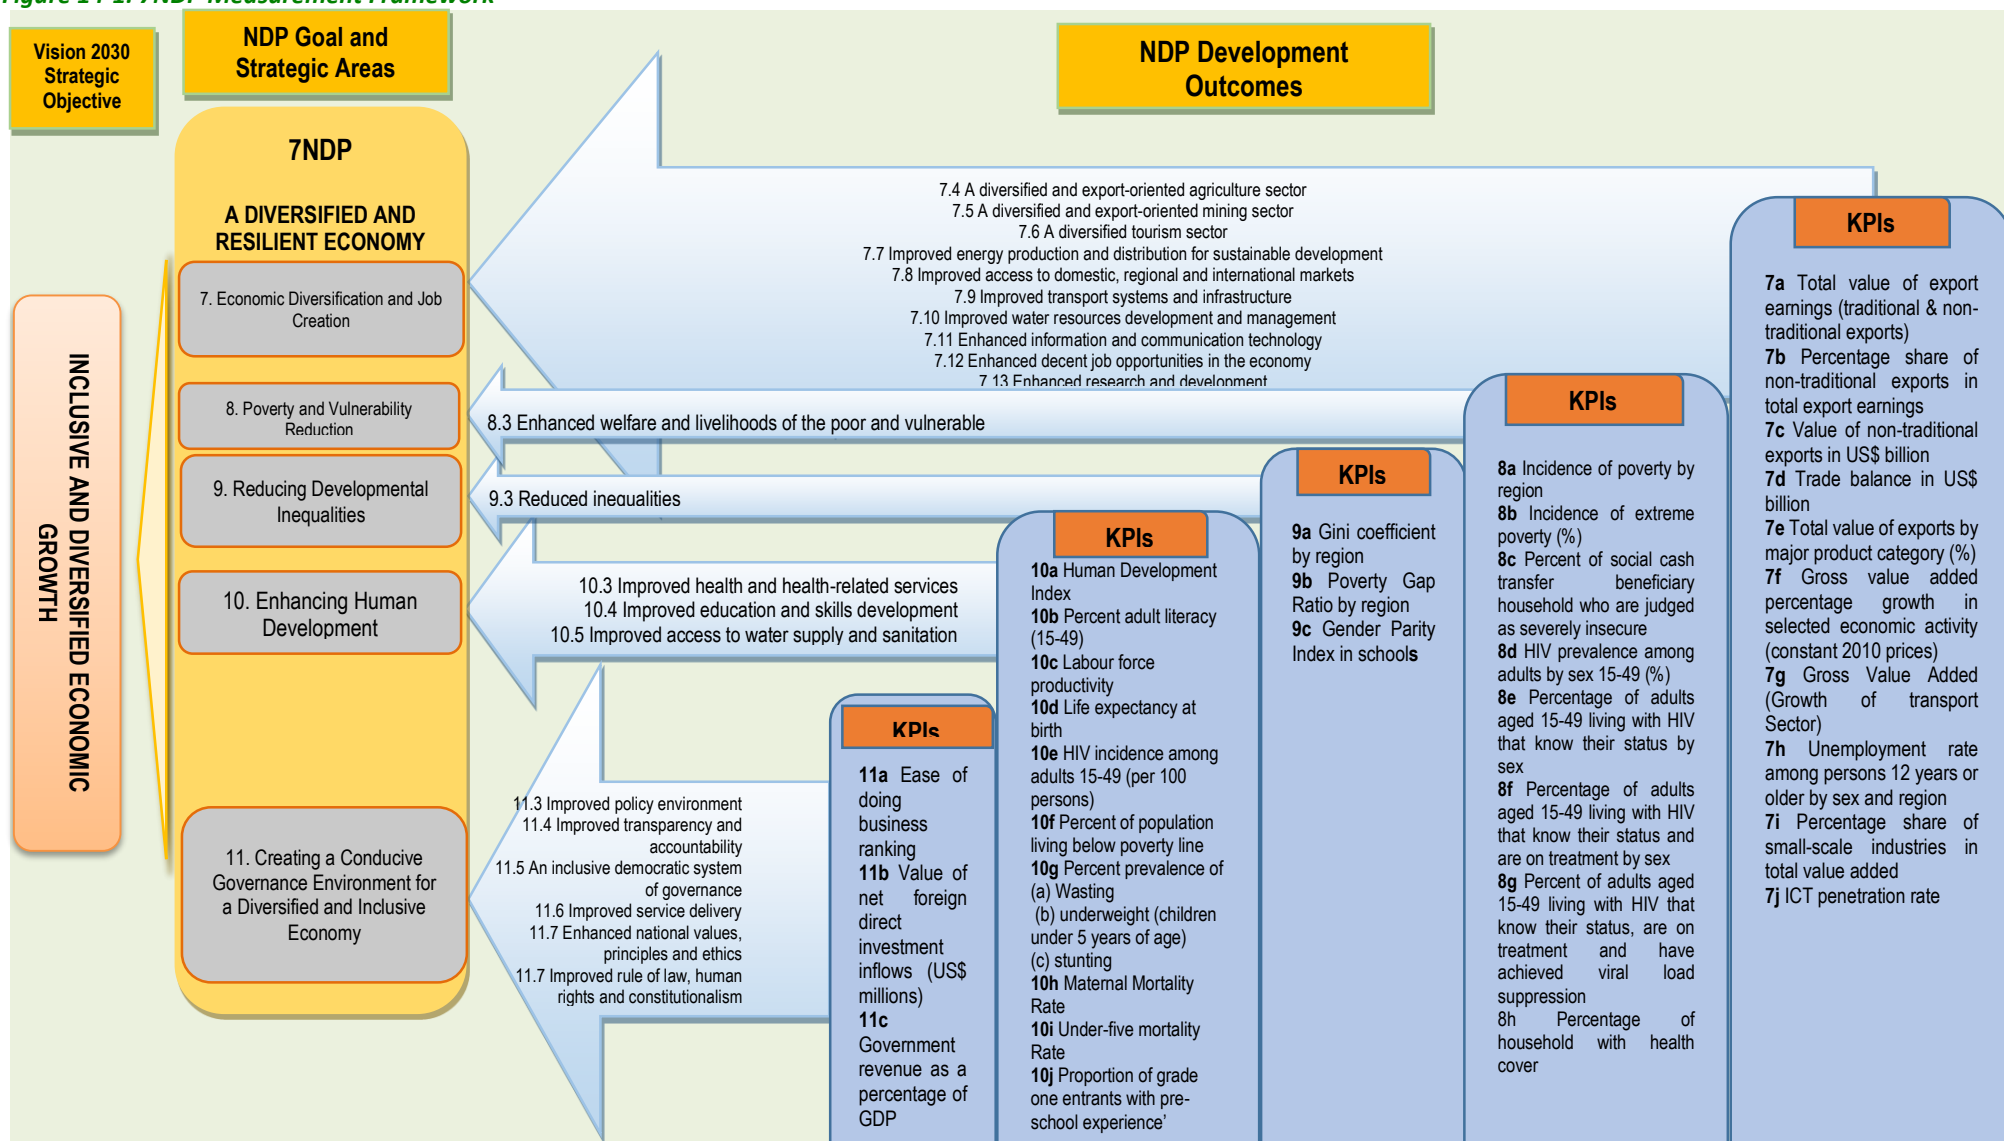 Figure 14-1: 7NDP Measurement Framework
Vision 2030
Strategic
Objective
NDP Goal and
Strategic Areas
NDP Development
Outcomes
INCLUSIVE AND DIVERSIFIED ECONOMIC
GROWTH
7NDP
A DIVERSIFIED AND
RESILIENT ECONOMY
7. Economic Diversification and Job
Creation
8. Poverty and Vulnerability
Reduction
9. Reducing Developmental
Inequalities
10. Enhancing Human
Development
11. Creating a Conducive
Governance Environment for
a Diversified and Inclusive
Economy
7.4 A diversified and export-oriented agriculture sector
7.5 A diversified and export-oriented mining sector
7.6 A diversified tourism sector
7.7 Improved energy production and distribution for sustainable development
7.8 Improved access to domestic, regional and international markets
7.9 Improved transport systems and infrastructure
7.10 Improved water resources development and management
7.11 Enhanced information and communication technology
7.12 Enhanced decent job opportunities in the economy
7.13 Enhanced research and development
8.3 Enhanced welfare and livelihoods of the poor and vulnerable
9.3 Reduced inequalities
10.3 Improved health and health-related services
10.4 Improved education and skills development
10.5 Improved access to water supply and sanitation
11.3 Improved policy environment
11.4 Improved transparency and
accountability
11.5 An inclusive democratic system
of governance
11.6 Improved service delivery
11.7 Enhanced national values,
principles and ethics
11.7 Improved rule of law, human
rights and constitutionalism
KPIs
11a Ease of
doing
business
ranking
11b Value of
net foreign
direct
investment
inflows (US$
millions)
11c
Government
revenue as a
percentage of
GDP
KPIs
10a Human Development
Index
10b Percent adult literacy
(15-49)
10c Labour force
productivity
10d Life expectancy at
birth
10e HIV incidence among
adults 15-49 (per 100
persons)
10f Percent of population
living below poverty line
10g Percent prevalence of
(a) Wasting
(b) underweight (children
under 5 years of age)
(c) stunting
10h Maternal Mortality
Rate
10i Under-five mortality
Rate
10j Proportion of grade
one entrants with pre-
school experience’
KPIs
9a Gini coefficient
by region
9b Poverty Gap
Ratio by region
9c Gender Parity
Index in schools
KPIs
8a Incidence of poverty by
region
8b Incidence of extreme
poverty (%)
8c Percent of social cash
transfer beneficiary
household who are judged
as severely insecure
8d HIV prevalence among
adults by sex 15-49 (%)
8e Percentage of adults
aged 15-49 living with HIV
that know their status by
sex
8f Percentage of adults
aged 15-49 living with HIV
that know their status and
are on treatment by sex
8g Percent of adults aged
15-49 living with HIV that
know their status, are on
treatment and have
achieved viral load
suppression
8h Percentage of
household with health
cover
KPIs
7a Total value of export
earnings (traditional & non-
traditional exports)
7b Percentage share of
non-traditional exports in
total export earnings
7c Value of non-traditional
exports in US$ billion
7d Trade balance in US$
billion
7e Total value of exports by
major product category (%)
7f Gross value added
percentage growth in
selected economic activity
(constant 2010 prices)
7g Gross Value Added
(Growth of transport
Sector)
7h Unemployment rate
among persons 12 years or
older by sex and region
7i Percentage share of
small-scale industries in
total value added
7j ICT penetration rate